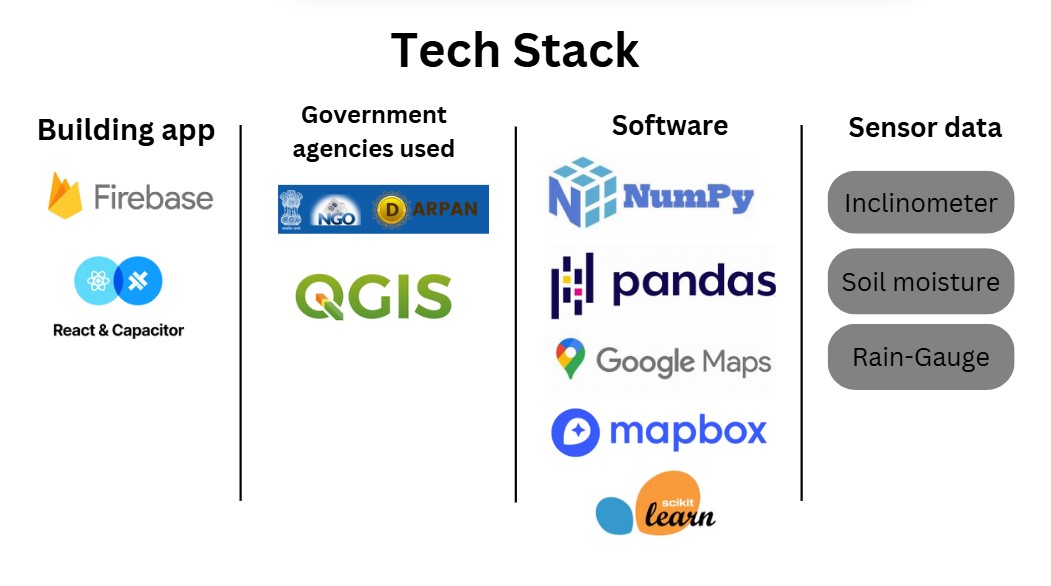 Tech Stack
Building app
Firebase
React & Capacitor
Government
agencies used
NGO DARPAN
QGIS
Software
NumPy
pandas
Google Maps
mapbox
scikit
learn
Sensor data
Inclinometer
Soil moisture
Rain-Gauge